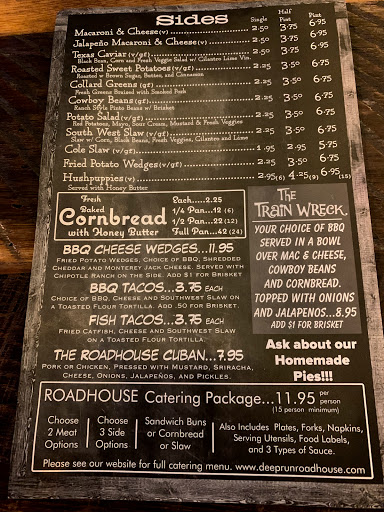 Sides
Single Half Pint Pint
Macaroni & Cheese(v) 2.50 3.75 6.95
Jalapeño Macaroni & Cheese(v) 2.50 3.75 6.95
Texas Caviar(v/gf) 2.25 3.50 6.75
Black Bean, Corn and Fresh Veggie Salad w/ Cilantro Lime Vin.
Roasted Sweet Potatoes(v/gf) 2.25 3.50 6.75
Roasted w/ Brown Sugar, Butter, and Cinnamon
Collard Greens (gf) 2.25 3.50 6.75
Fresh Greens Braised with Smoked Pork
Cowboy Beans(gf) 2.25 3.50 6.75
Ranch Style Pinto Beans w/ Brisket
Potato Salad(v/gf) 2.25 3.50 6.75
Red Potatoes, Mayo, Sour Cream, Mustard & Fresh Veggies
South West Slaw(v/gf) 2.25 3.50 6.75
Slaw w/ Corn, Black Beans, Fresh Veggies, Cilantro and Lime
Cole Slaw (v/gf) 1.95 2.95 5.75
Fried Potato Wedges(v/gf) 2.25 3.50 6.75
Hushpuppies(v) 2.95(6) 4.25(9) 6.95(15)
Served with Honey Butter
Fresh Baked
Cornbread
with Honey Butter
Each.....2.25
1/4 Pan...12 (6)
1/2 Pan...22 (12)
Full Pan...42 (24)
BBQ Cheese Wedges...11.95
Fried Potato Wedges, Choice of BBQ, Shredded
Cheddar and Monterey Jack Cheese. Served with
Chipotle Ranch on the Side. Add $1 for Brisket
BBQ Tacos...3.75 each
Choice of BBQ, Cheese and Southwest Slaw on
a Toasted Flour Tortilla. Add .50 for Brisket.
Fish Tacos...3.75 each
Fried Catfish, Cheese and Southwest Slaw
on a Toasted Flour Tortilla
The Roadhouse Cuban...7.95
Pork or Chicken, Pressed with Mustard, Sriracha,
Cheese, Onions, Jalapeños, and Pickles.
The
Train Wreck
Your choice of BBQ
served in a bowl
over mac & cheese,
cowboy beans
and cornbread.
Topped with onions
and jalapenos...8.95
Add $1 for Brisket
Ask about our
Homemade
Pies!!!
ROADHOUSE Catering Package...11.95 per person
(15 person minimum)
Choose
2 Meat
Options
Choose
3 Side
Options
Sandwich Buns
or Cornbread
or Slaw
Also Includes Plates, Forks, Napkins,
Serving Utensils, Food Labels,
and 3 Types of Sauce.
Please see our website for full catering menu. www.deeprunroadhouse.com